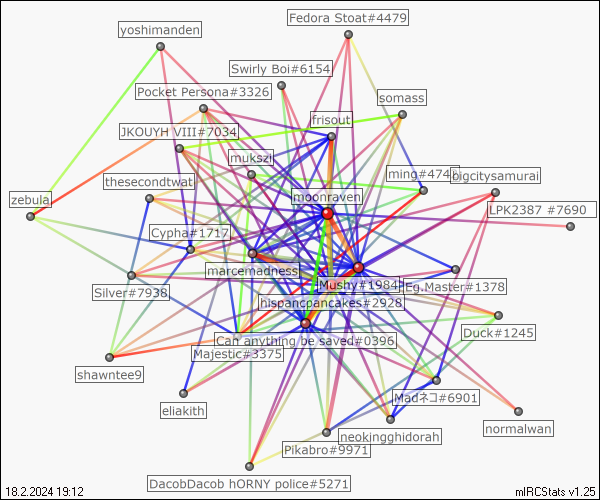 Fedora Stoat#4479
yoshimanden
Swirly Boi#6154
Pocket Persona#3326
somass
frisout
JKOUYH VIII#7034
mukszi
ming#474
bigcitysamurai
thesecondtwat
moonraven
zebula
LPK2387 #7690
Cypha#1717
marcemadness
Mushy#1984
Eg.Master#1378
Silver#7938
hispancpancakes#2928
Duck#1245
Can anything be saved#0396
Majestic#3375
shawntee9
eliakith
Madネコ#6901
normalwan
neokingghidorah
Pikabro#9971
DacobDacob hORNY police#5271
18.2.2024 19:12
mIRCStats v1.25